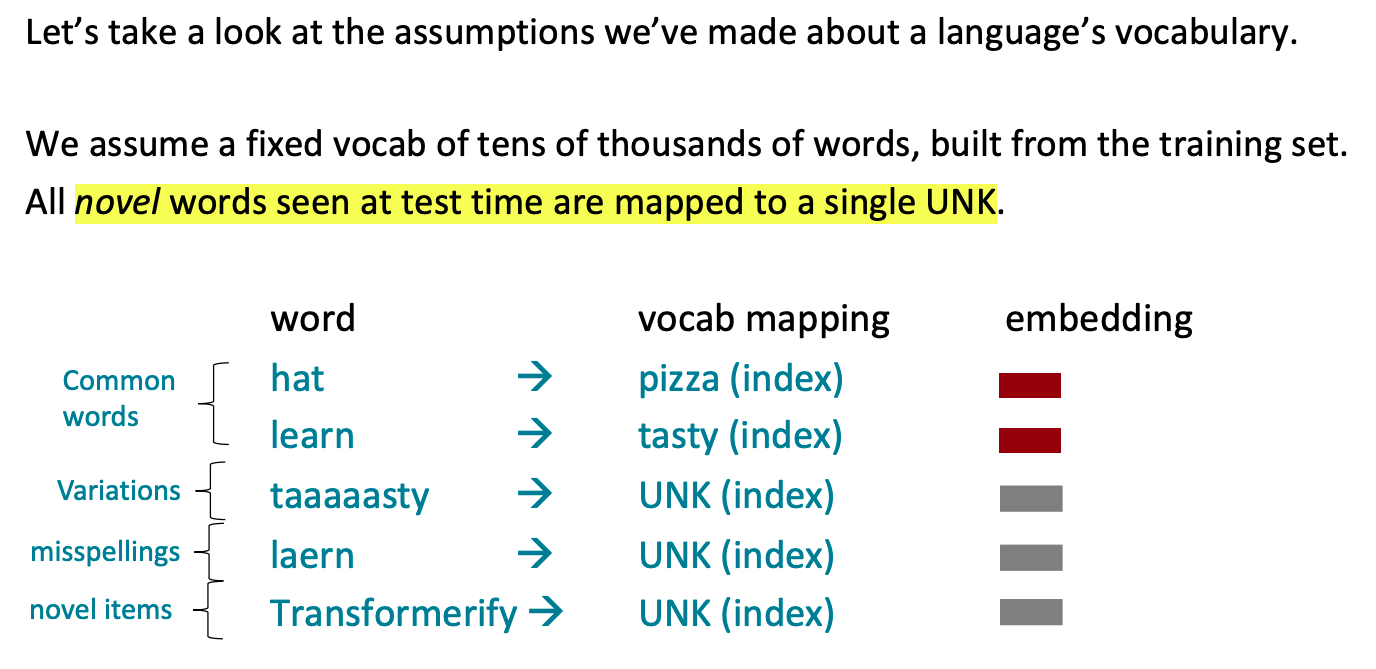 Let’s take a look at the assumptions we’ve made about a language’s vocabulary.
We assume a fixed vocab of tens of thousands of words, built from the training set.
All novel words seen at test time are mapped to a single UNK.
word vocab mapping embedding
Common words hat → pizza (index)
learn → tasty (index)
Variations taaaaasty → UNK (index)
misspellings laern → UNK (index)
novel items Transformerify → UNK (index)